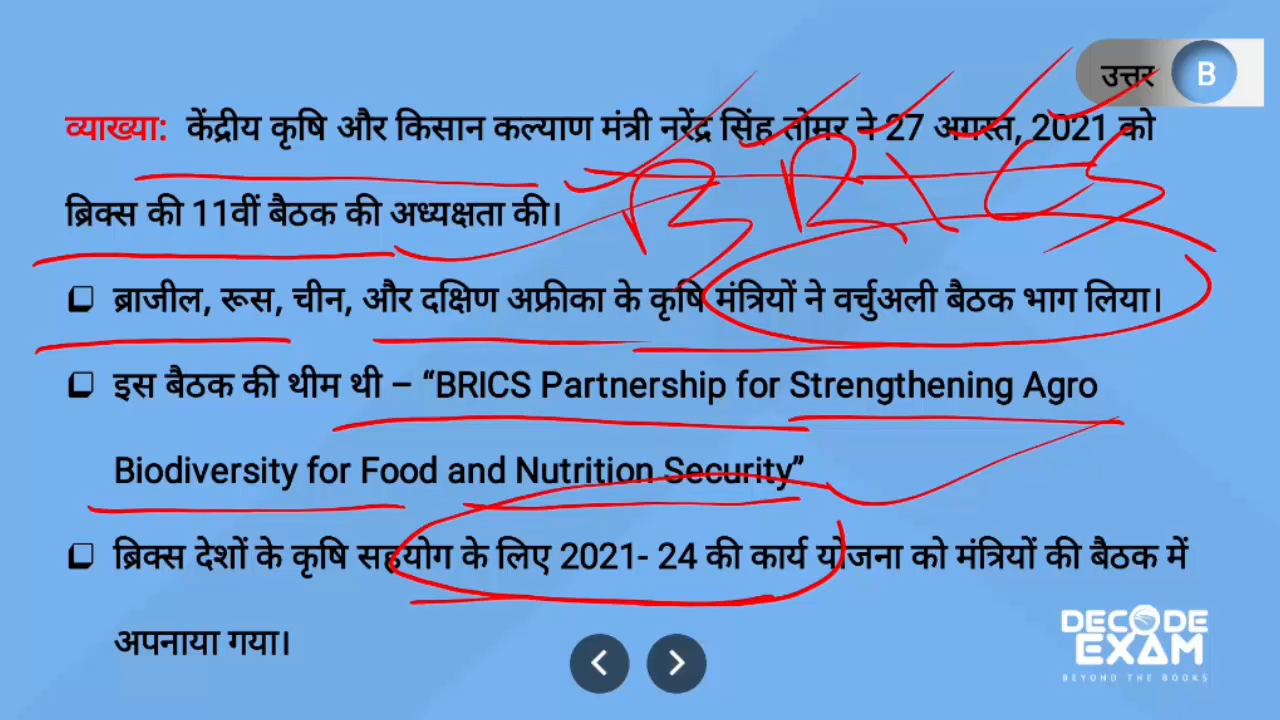 उत्तर B
व्याख्या: केंद्रीय कृषि और किसान कल्याण मंत्री नरेंद्र सिंह तोमर ने 27 अगस्त, 2021 को
ब्रिक्स की 11वीं बैठक की अध्यक्षता की।
BRICS
❑ ब्राजील, रूस, चीन, और दक्षिण अफ्रीका के कृषि मंत्रियों ने वर्चुअली बैठक भाग लिया।
❑ इस बैठक की थीम थी – “BRICS Partnership for Strengthening Agro
Biodiversity for Food and Nutrition Security”
❑ ब्रिक्स देशों के कृषि सहयोग के लिए 2021- 24 की कार्य योजना को मंत्रियों की बैठक में
अपनाया गया।
DECODE
EXAM
BEYOND THE BOOKS